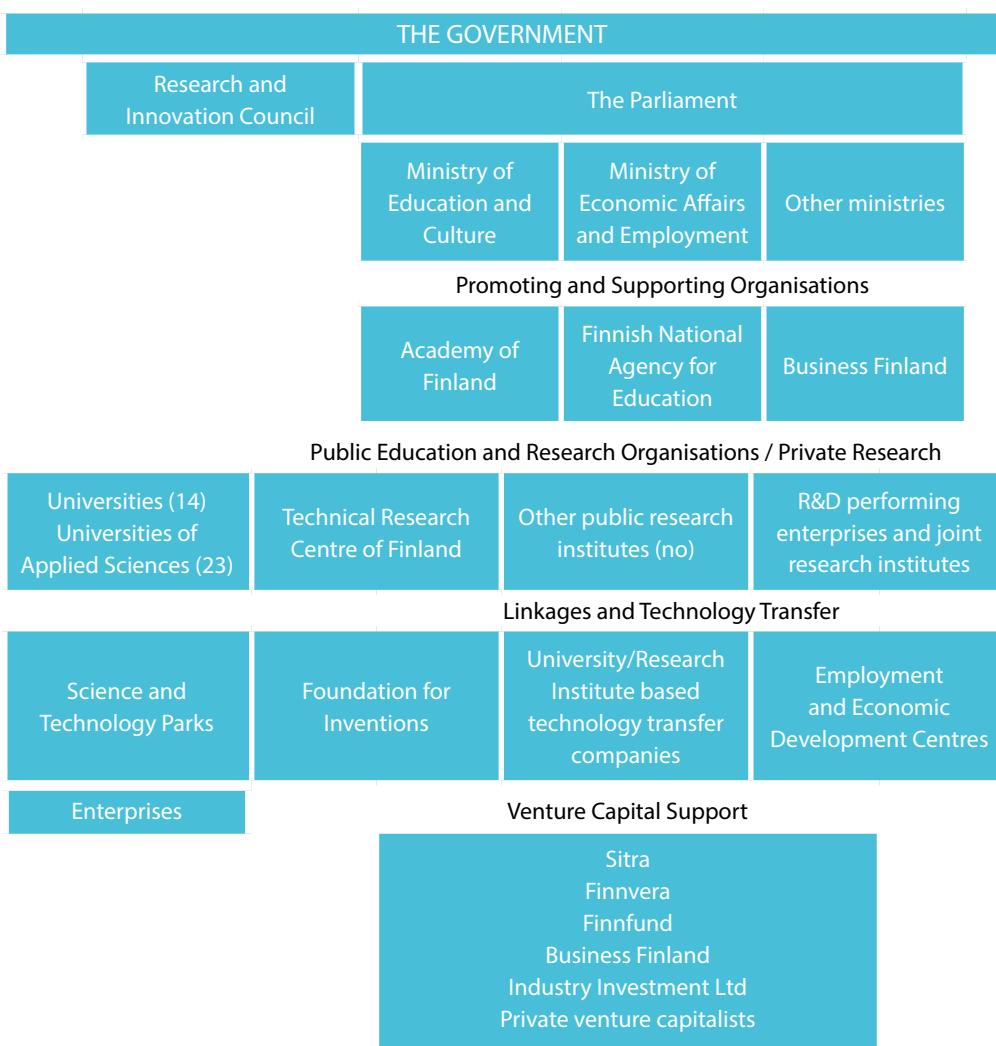 THE GOVERNMENT
Research and
Innovation Council
The Parliament
Ministry of
Education and
Culture
Ministry of
Economic Affairs
and Employment
Other ministries
Promoting and Supporting Organisations
Academy of
Finland
Finnish National
Agency for
Education
Business Finland
Public Education and Research Organisations / Private Research
Universities (14)
Universities of
Applied Sciences (23)
Technical Research
Centre of Finland
Other public research
institutes (no)
R&D performing
enterprises and joint
research institutes
Linkages and Technology Transfer
Science and
Technology Parks
Foundation for
Inventions
University/Research
Institute based
technology transfer
companies
Employment
and Economic
Development Centres
Enterprises
Venture Capital Support
Sitra
Finnvera
Finnfund
Business Finland
Industry Investment Ltd
Private venture capitalists